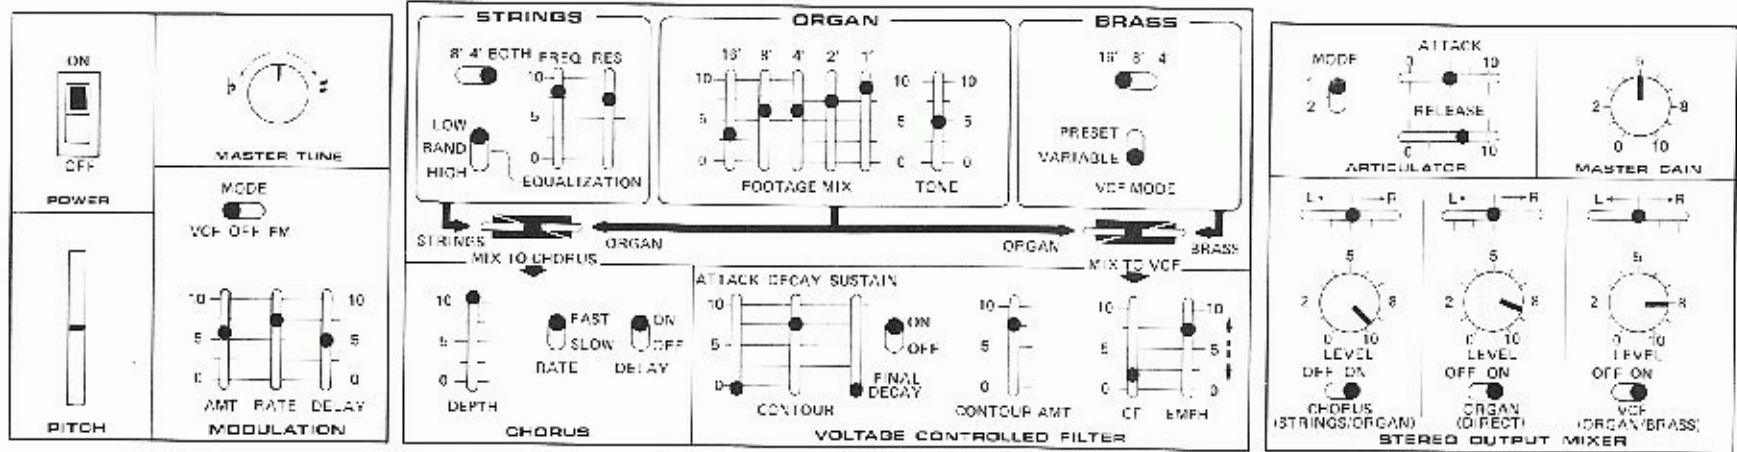 ON
OFF
POWER
PITCH
♭ ♯
MASTER TUNE
MODE
VCF OFF FM
10 10
5 5
0 0
AMT RATE DELAY
MODULATION
STRINGS
8' 4' BOTH
FREQ RES
LOW
BAND
HIGH
10
5
0
EQUALIZATION
ORGAN
16' 8' 4' 2' 1'
10 10 10
5 5 5
0 0 0
FOOTAGE MIX TONE
BRASS
16' 8' 4'
PRESET
VARIABLE
VCF MODE
STRINGS ORGAN
MIX TO CHORUS
ORGAN BRASS
MIX TO VCF
10
5
0
DEPTH
FAST
SLOW
RATE
ON
OFF
DELAY
CHORUS
ATTACK DECAY SUSTAIN
10
5
0
CONTOUR
ON
OFF
FINAL
DECAY
10
5
0
CONTOUR AMT
10 10
5 5
0 0
CF EMPH
VOLTAGE CONTROLLED FILTER
MODE
1
2
ATTACK
0 10
RELEASE
0 10
ARTICULATOR
5
2 8
0 10
MASTER GAIN
L R L R L R
5 5 5
2 8 2 8 2 8
0 10 0 10 0 10
LEVEL LEVEL LEVEL
OFF ON OFF ON OFF ON
CHORUS ORGAN VCF
(STRINGS/ORGAN) (DIRECT) (ORGAN/BRASS)
STEREO OUTPUT MIXER